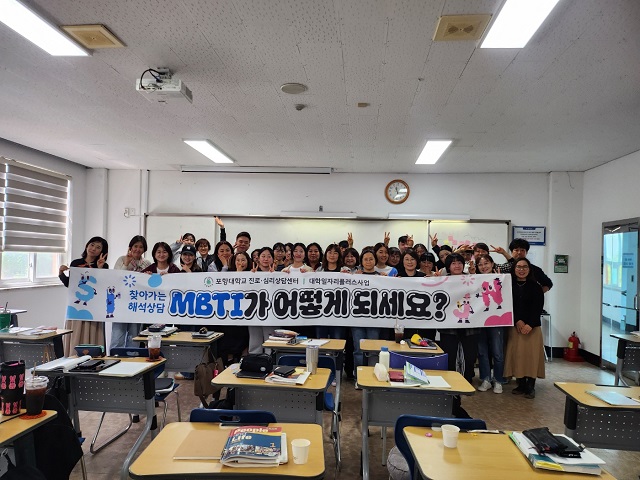 포항대학교 진로·심리상담센터 | 대학일자리플러스사업
찾아가는
해석상담
MBTI가 어떻게 되세요?
People